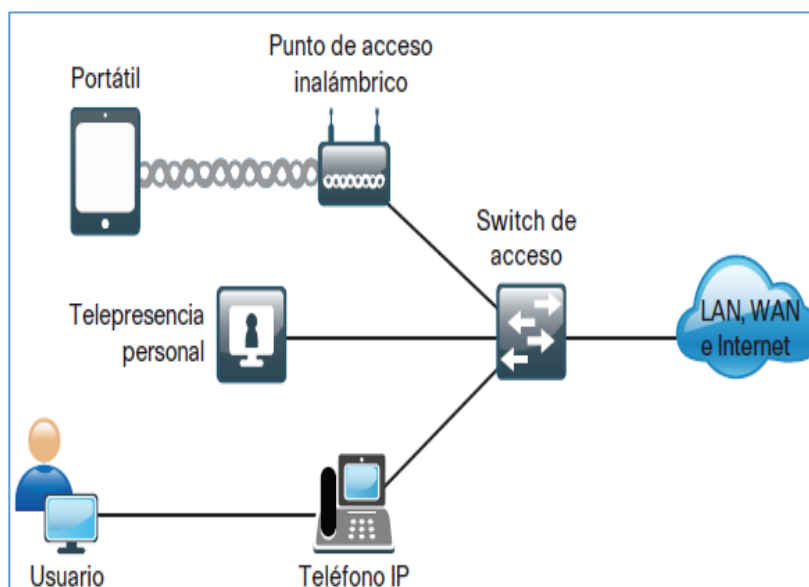 Punto de acceso
inalámbrico
Portátil
Switch de
acceso
LAN, WAN
e Internet
Telepresencia
personal
Usuario
Teléfono IP